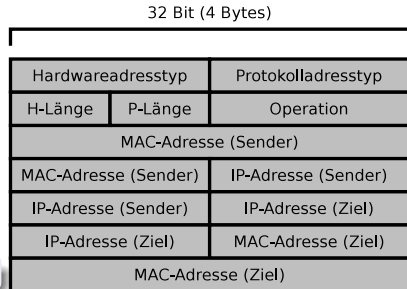 32 Bit (4 Bytes)
Hardwareadresstyp Protokolladresstyp
H-Länge P-Länge Operation
MAC-Adresse (Sender)
MAC-Adresse (Sender) IP-Adresse (Sender)
IP-Adresse (Sender) IP-Adresse (Ziel)
IP-Adresse (Ziel) MAC-Adresse (Ziel)
MAC-Adresse (Ziel)